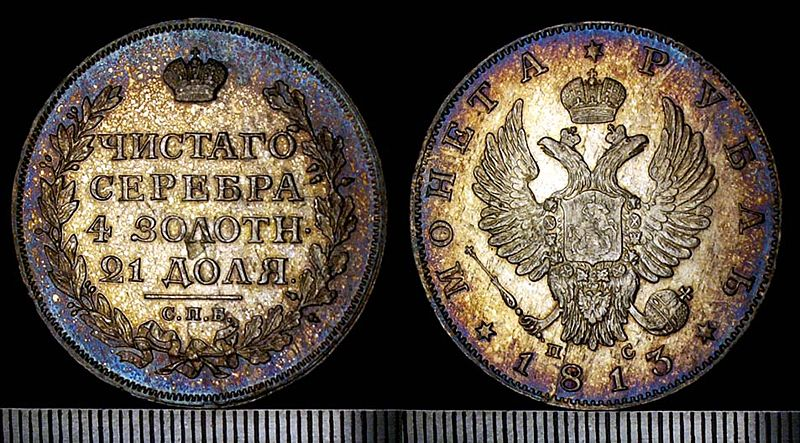 ЧИСТАГО
СЕРЕБРА
4 ЗОЛОТН.
21 ДОЛЯ.
С.П.Б.
МОНЕТА ★ РУБЛЬ ★
П С
1813 ★